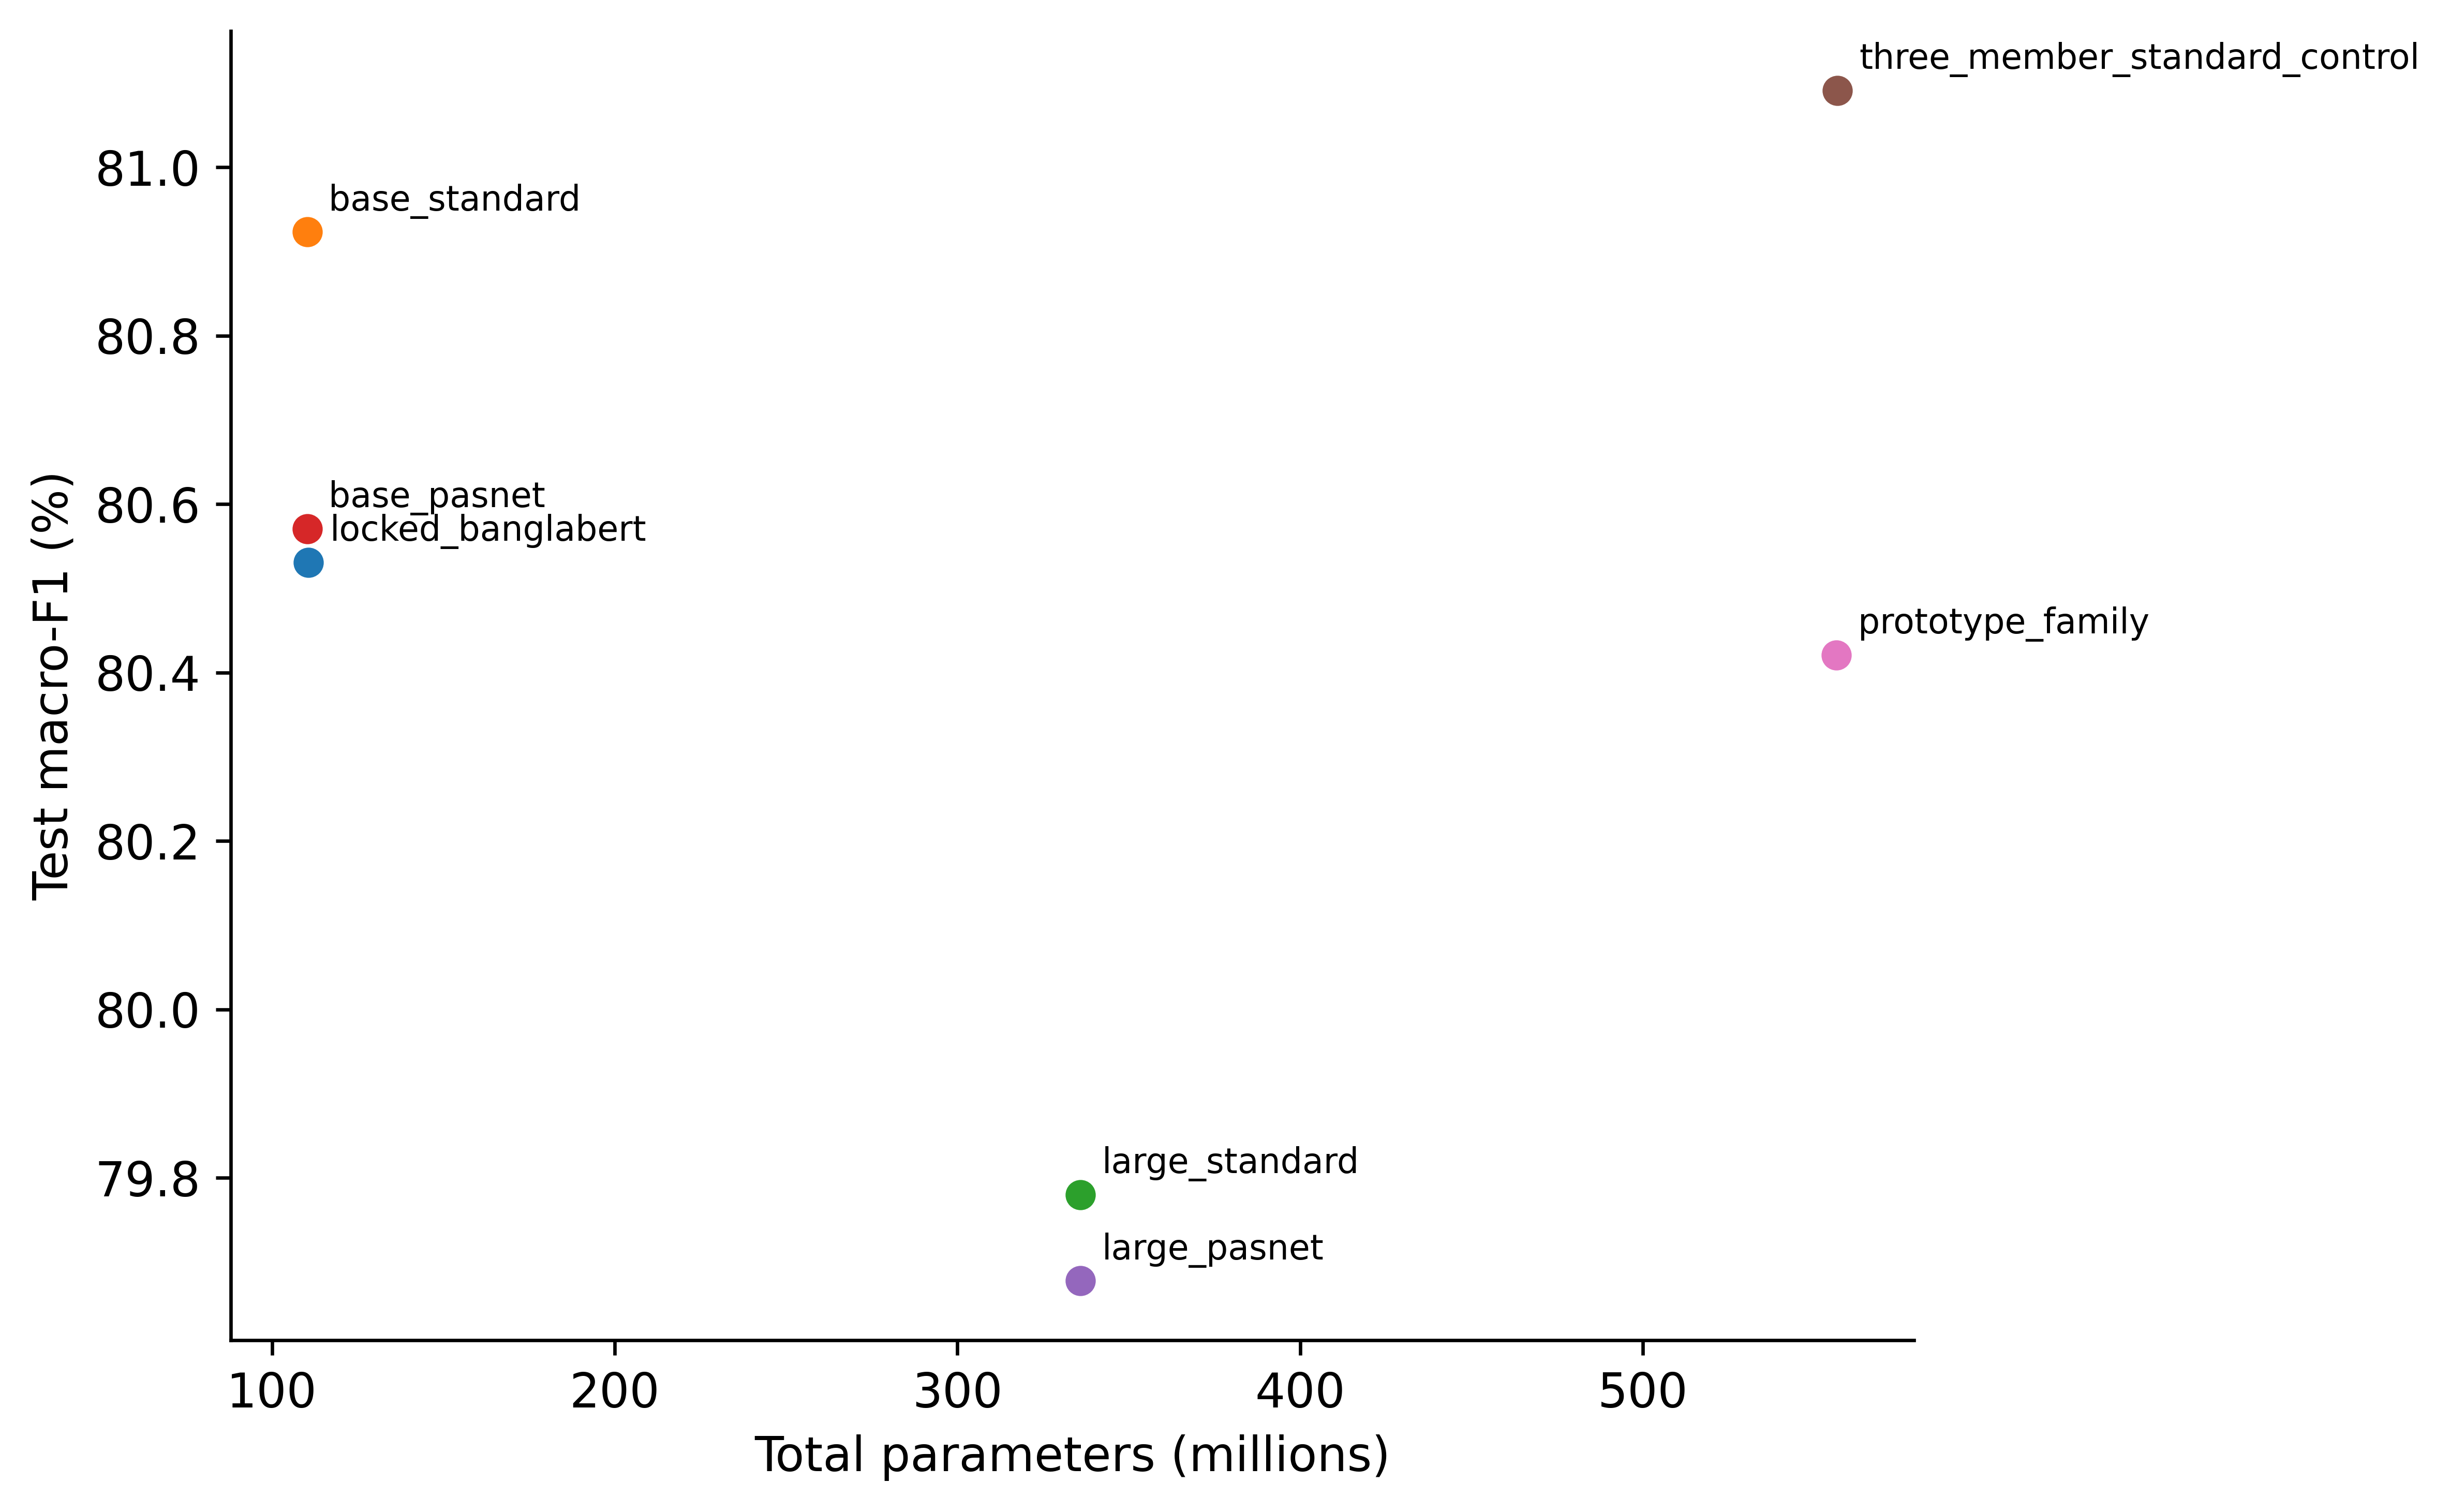 three_member_standard_control
81.0
base_standard
80.8
base_pasnet
80.6
locked_banglabert
prototype_family
80.4
80.2
80.0
large_standard
79.8
large_pasnet
Test macro-F1 (%)
100 200 300 400 500
Total parameters (millions)